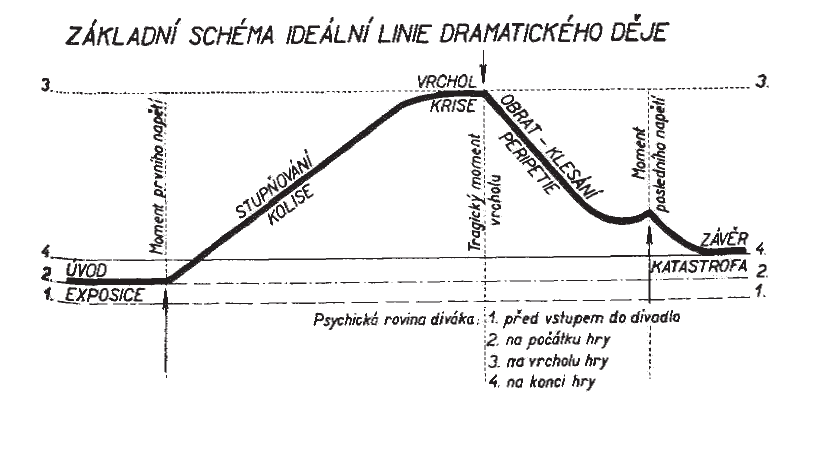 ZÁKLADNÍ SCHÉMA IDEÁLNÍ LINIE DRAMATICKÉHO DĚJE
3.
VRCHOL
3.
KRISE
Moment prvního napětí
STUPŇOVÁNÍ
KOLISE
Tragický moment
vrcholu
OBRAT - KLESÁNÍ
PERIPETIE
Moment
posledního napětí
4.
ZÁVĚR
4.
2.
ÚVOD
KATASTROFA
2.
1.
EXPOSICE
1.
Psychická rovina diváka: 1. před vstupem do divadla
2. na počátku hry
3. na vrcholu hry
4. na konci hry